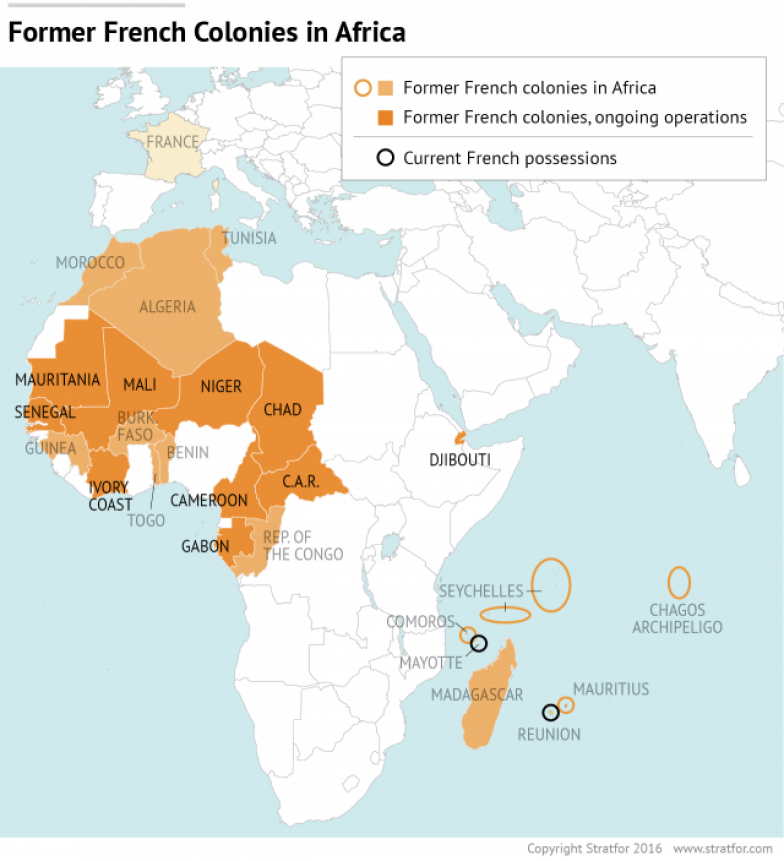 Former French Colonies in Africa
Former French colonies in Africa
Former French colonies, ongoing operations
Current French possessions
FRANCE
TUNISIA
MOROCCO
ALGERIA
MAURITANIA
MALI
NIGER
CHAD
SENEGAL
BURK
FASO
GUINEA
BENIN
DJIBOUTI
IVORY
COAST
TOGO
CAMEROON
C.A.R.
GABON
REP. OF
THE CONGO
SEYCHELLES
CHAGOS
ARCHIPELIGO
COMOROS
MAYOTTE
MADAGASCAR
MAURITIUS
REUNION
Copyright Stratfor 2016 www.stratfor.com